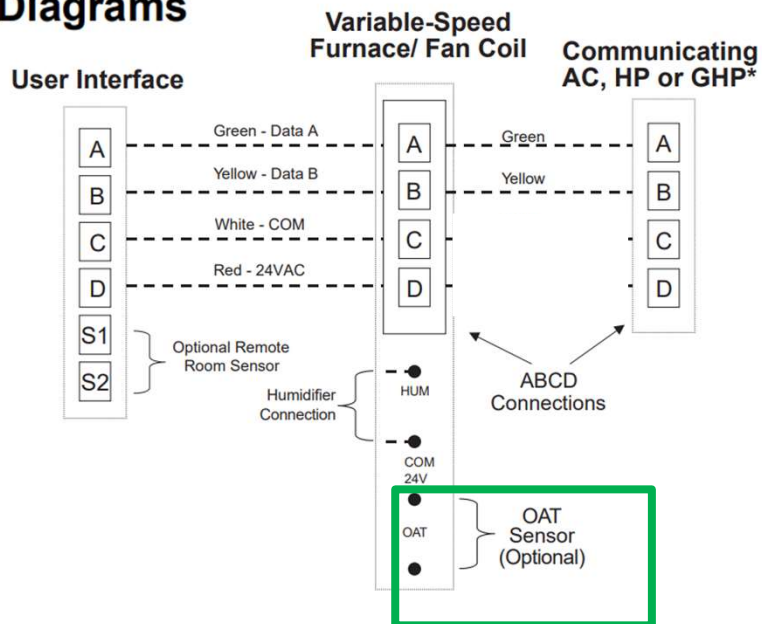 Diagrams
Variable-Speed
Furnace/ Fan Coil
Communicating
AC, HP or GHP*
User Interface
A
Green - Data A
A
Green
A
B
Yellow - Data B
B
Yellow
B
C
White - COM
C
C
D
Red - 24VAC
D
D
S1
S2
Optional Remote
Room Sensor
Humidifier
Connection
HUM
COM
24V
ABCD
Connections
OAT
OAT
Sensor
(Optional)